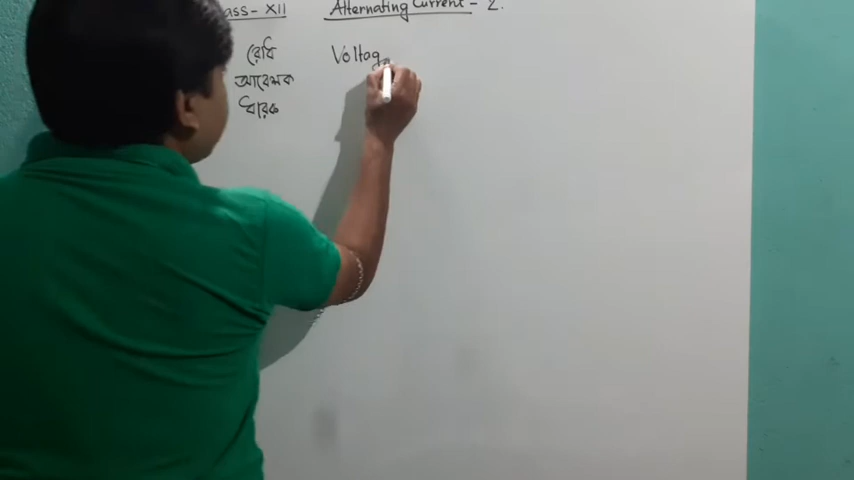 ass - XII Alternating Current - 2.
রোধ Voltag
আবেশক
ধারক